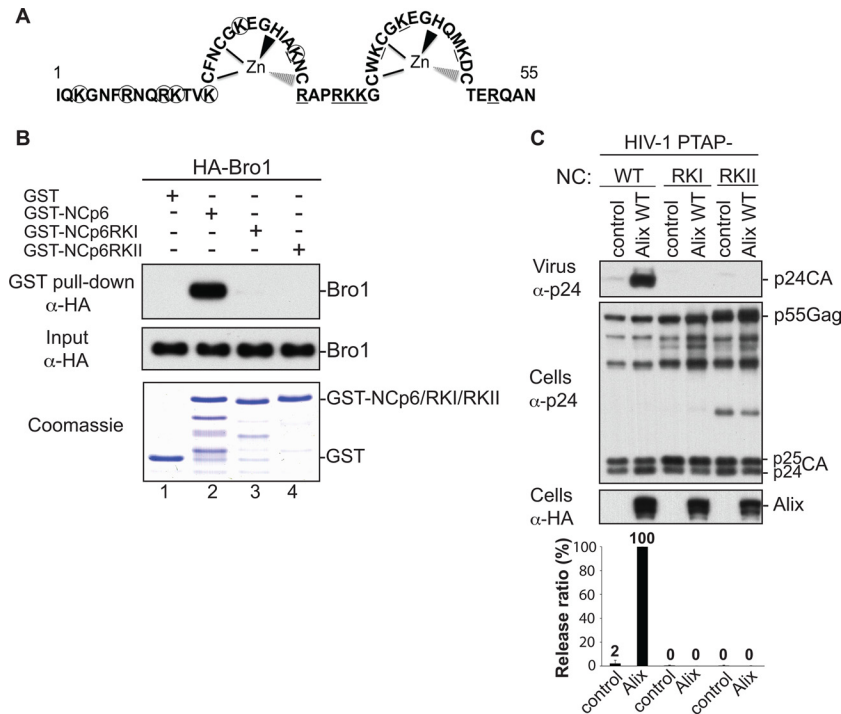 A
CFNCGKEGHIAKNC
CWKCGKEGHQMKDC
Zn
Zn
1
55
IQKGNFRNQRKTVK
RAPRKKG
TERQAN
B
HA-Bro1
GST + - - -
GST-NCp6 - + - -
GST-NCp6RKI - - + -
GST-NCp6RKII - - - +
GST pull-down
α-HA
-Bro1
Input
α-HA
-Bro1
Coomassie
-GST-NCp6/RKI/RKII
-GST
1 2 3 4
C
HIV-1 PTAP-
NC: WT RKI RKII
control Alix WT control Alix WT control Alix WT
Virus
α-p24
- p24CA
- p55Gag
Cells
α-p24
- p25
- p24
CA
Cells
α-HA
- Alix
Release ratio (%)
100
80
60
40
20
0
2 100 0 0 0 0
control Alix control Alix control Alix